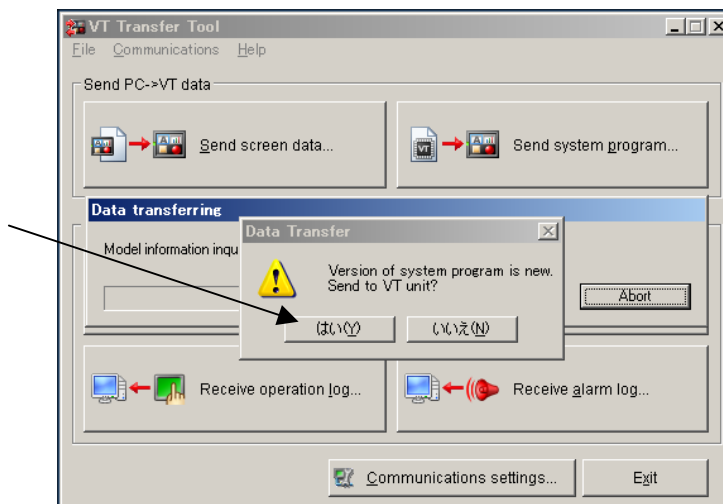 VT Transfer Tool
File Communications Help
Send PC->VT data
Send screen data...
Send system program...
Data transferring
Model information inqu
Data Transfer
Version of system program is new.
Send to VT unit?
はい(Y)
いいえ(N)
Abort
Receive operation log...
Receive alarm log...
Communications settings...
Exit